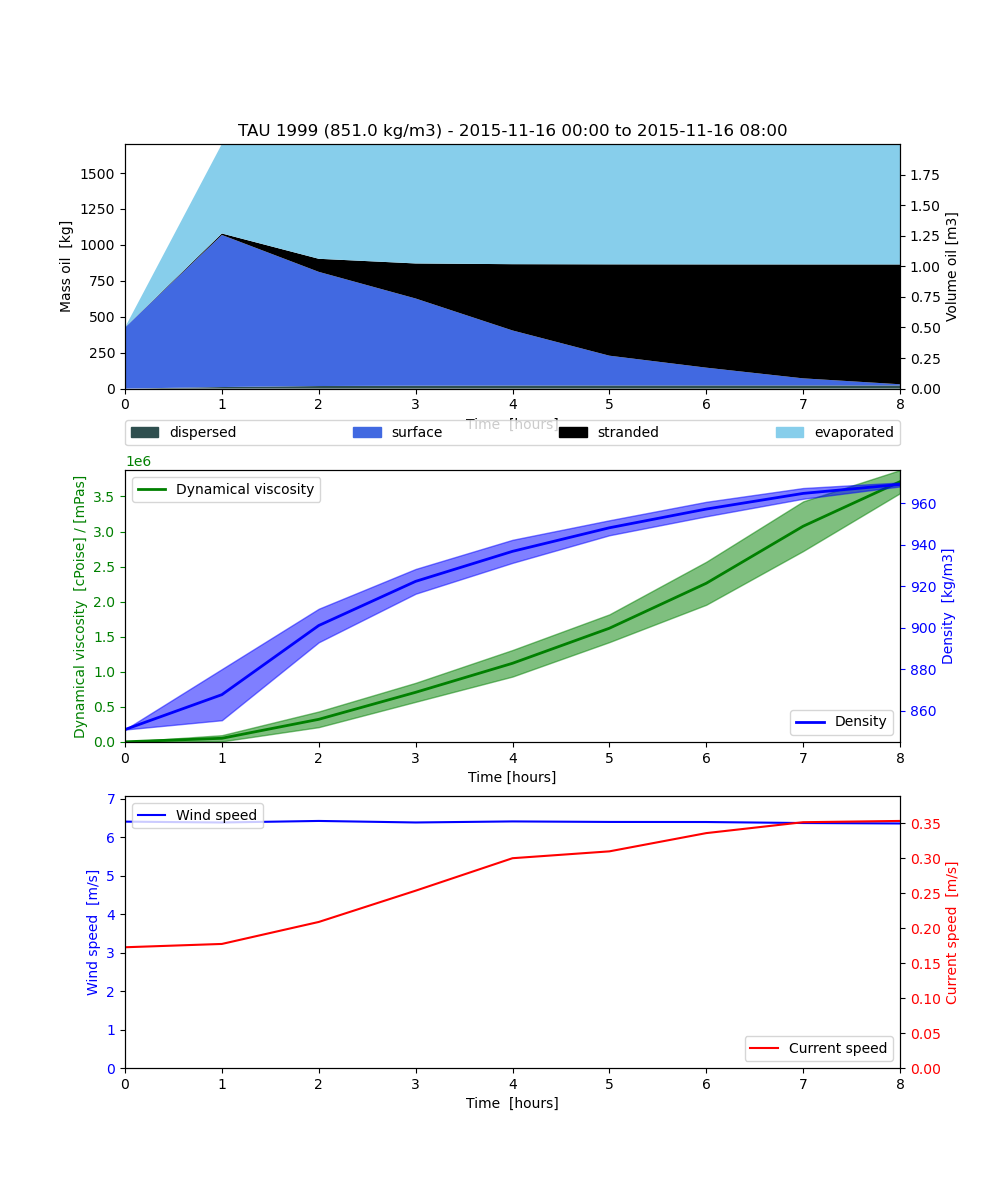 TAU 1999 (851.0 kg/m3) - 2015-11-16 00:00 to 2015-11-16 08:00
Mass oil [kg]
1500
1250
1000
750
500
250
0
Volume oil [m3]
1.75
1.50
1.25
1.00
0.75
0.50
0.25
0.00
0 1 2 3 4 5 6 7 8
Time [hours]
dispersed surface stranded evaporated
1e6
Dynamical viscosity [cPoise] / [mPas]
3.5
3.0
2.5
2.0
1.5
1.0
0.5
0.0
Dynamical viscosity
Density [kg/m3]
960
940
920
900
880
860
Density
0 1 2 3 4 5 6 7 8
Time [hours]
Wind speed [m/s]
7
6
5
4
3
2
1
0
Wind speed
Current speed [m/s]
0.35
0.30
0.25
0.20
0.15
0.10
0.05
0.00
Current speed
0 1 2 3 4 5 6 7 8
Time [hours]